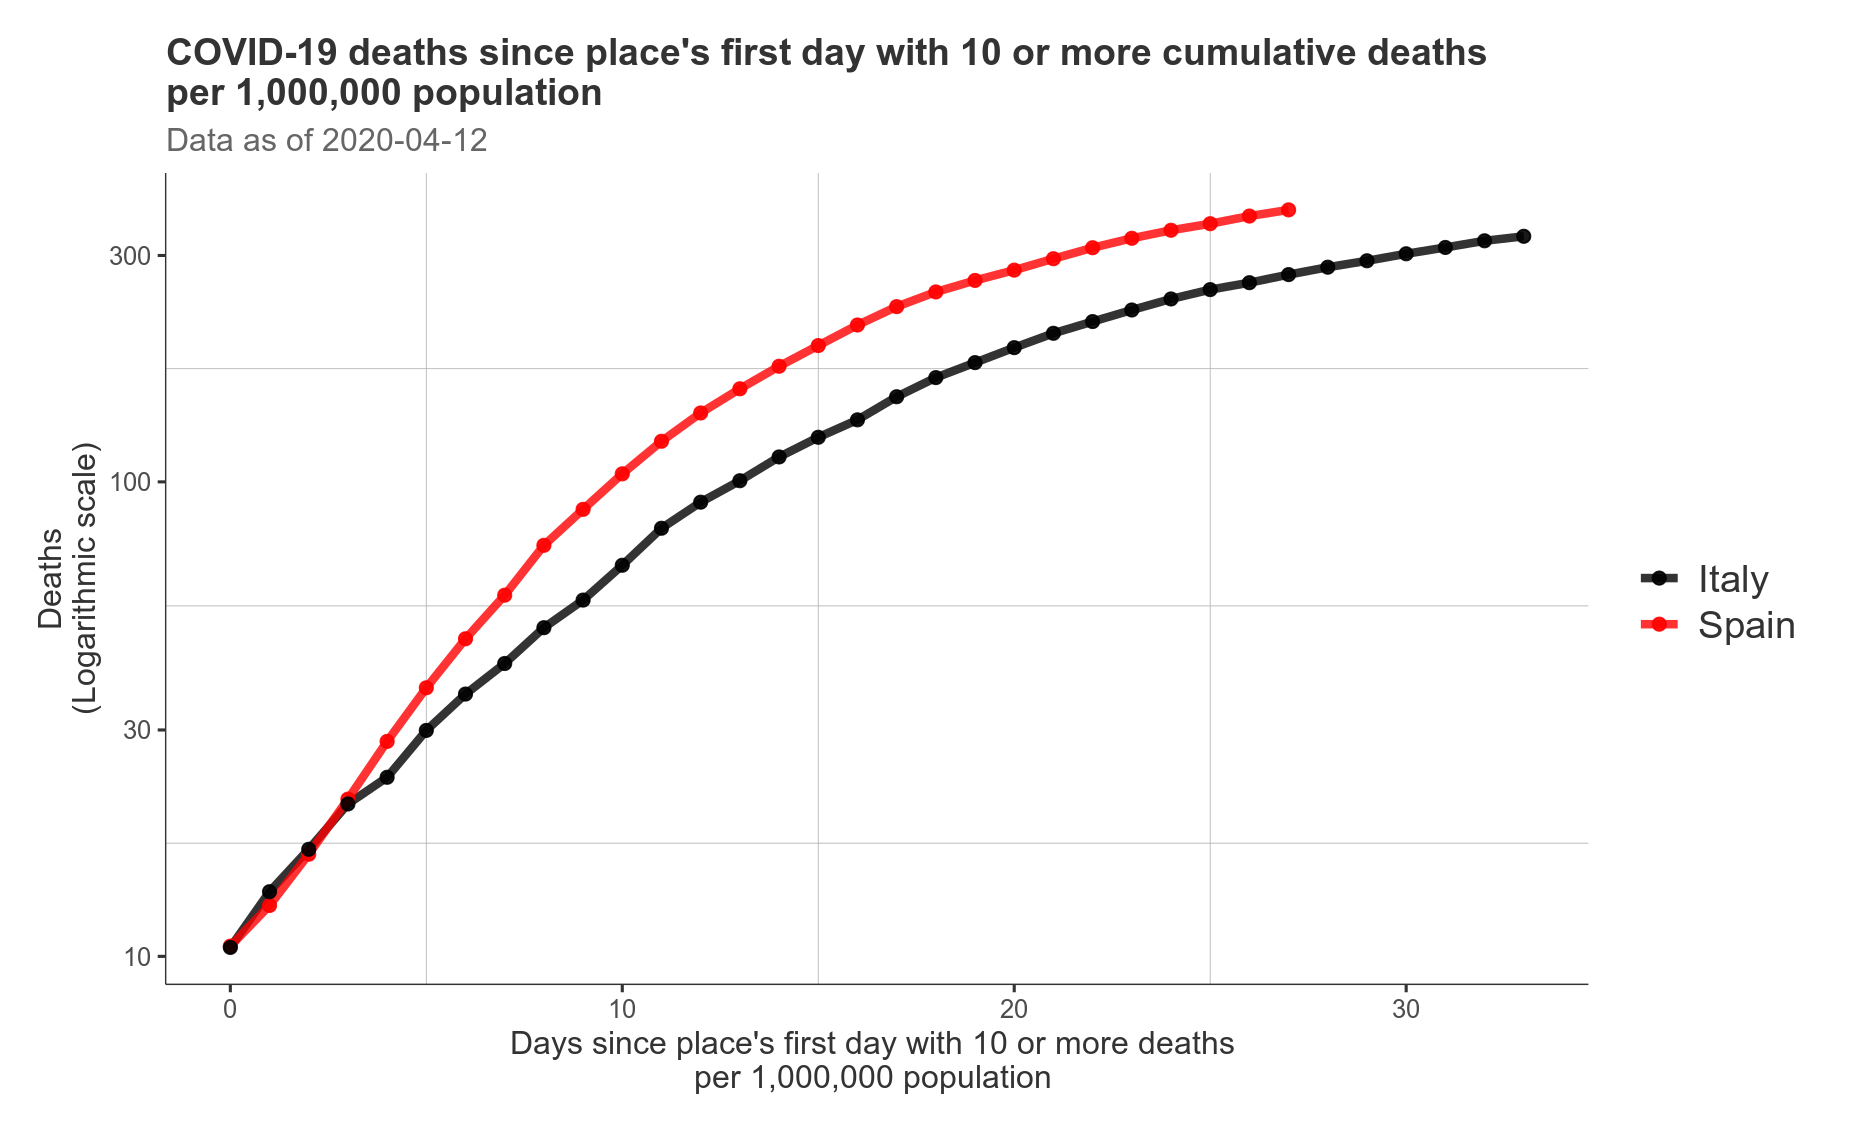 COVID-19 deaths since place's first day with 10 or more cumulative deaths
per 1,000,000 population
Data as of 2020-04-12
Deaths
(Logarithmic scale)
300
100
30
10
0
10
20
30
Days since place's first day with 10 or more deaths
per 1,000,000 population
Italy
Spain